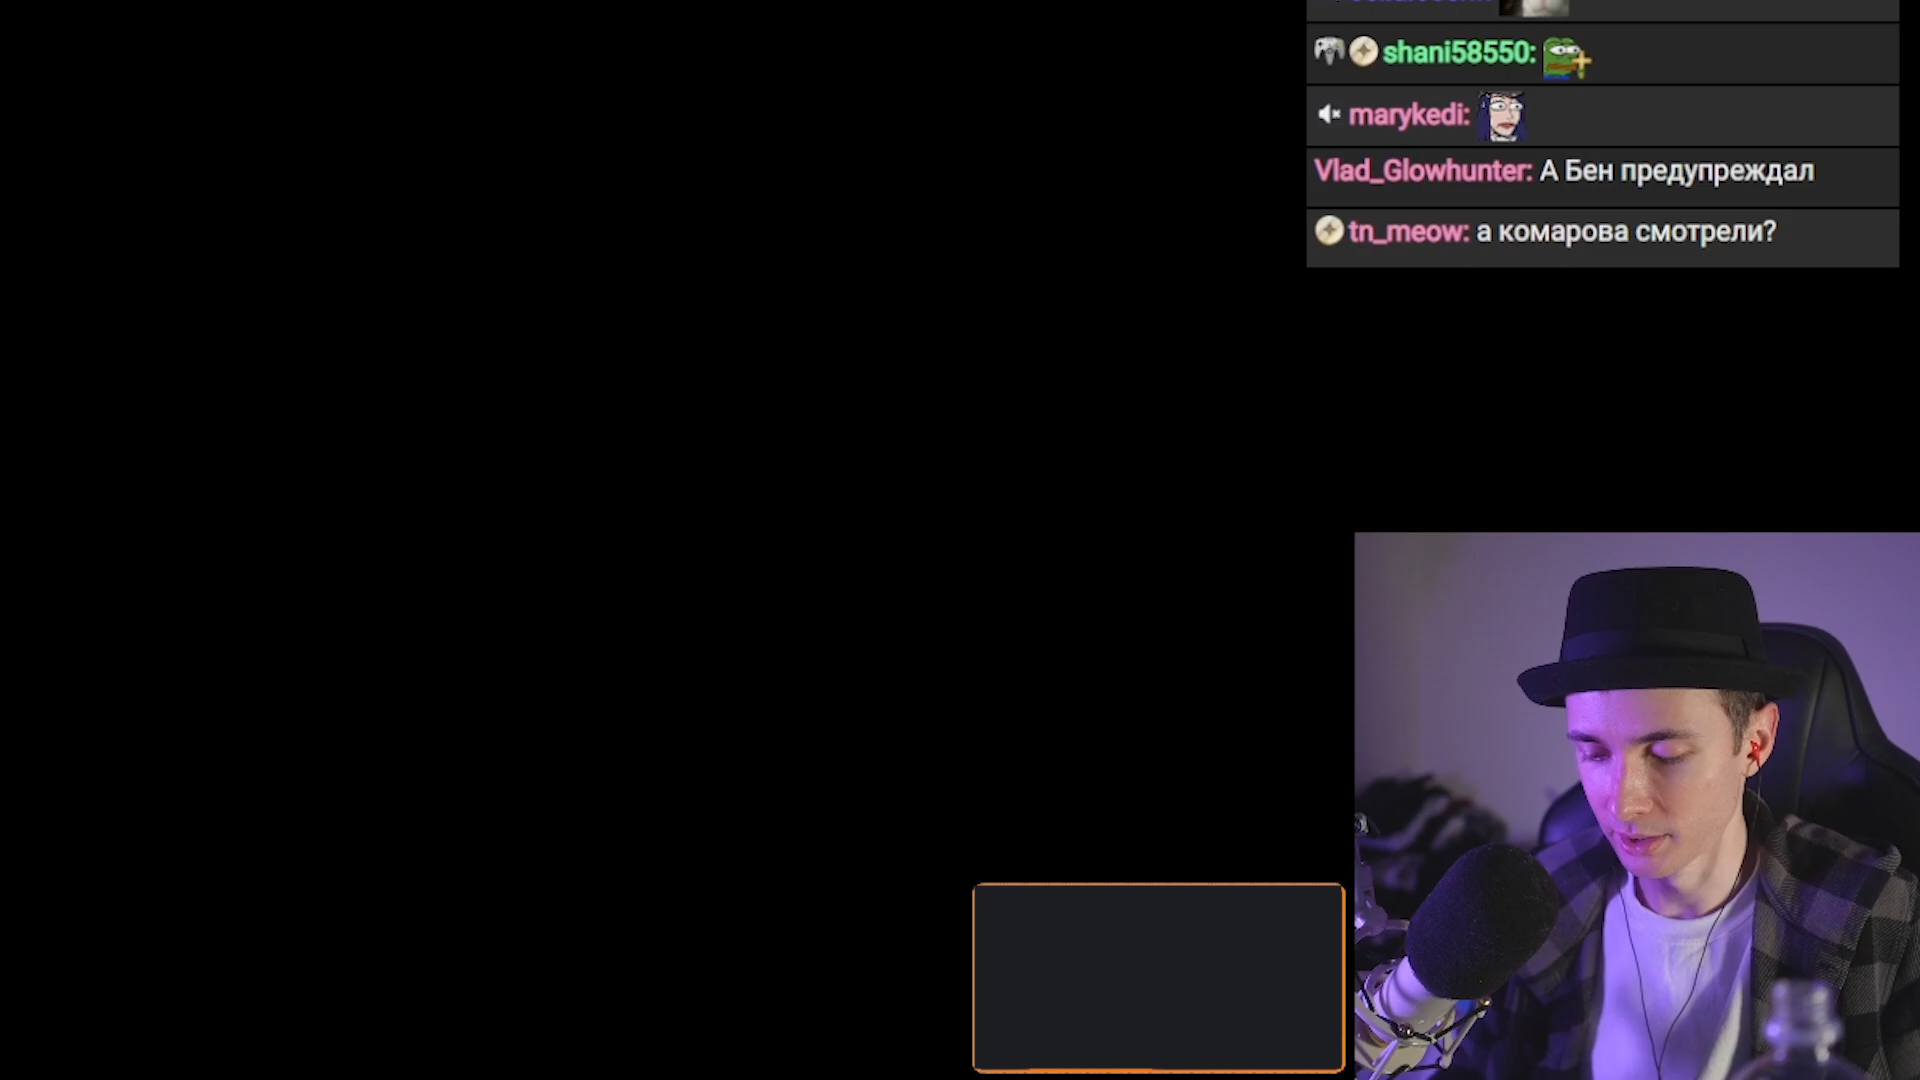 shani58550:
marykedi:
Vlad_Glowhunter: А Бен предупреждал
tn_meow: а комарова смотрели?